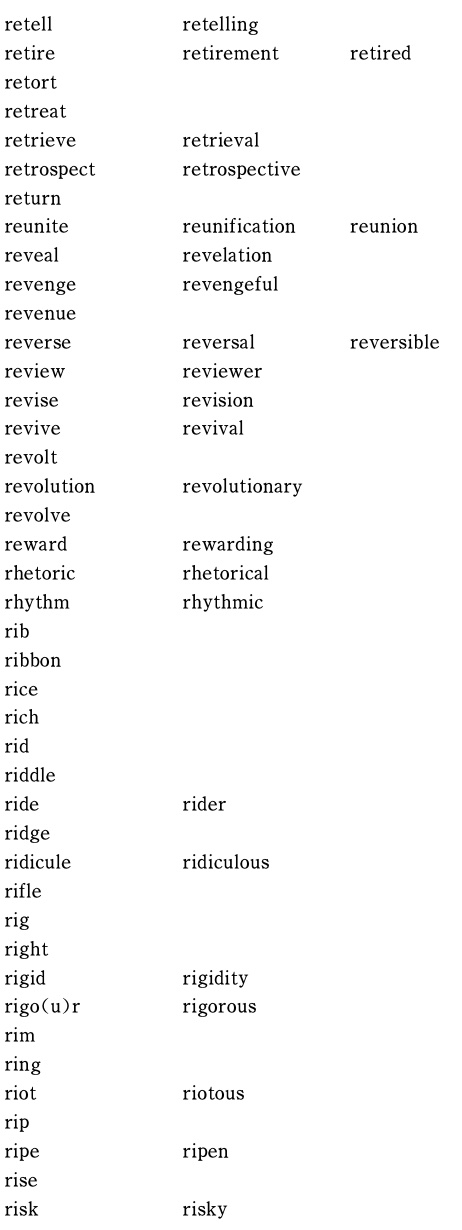 retell retelling
retire retirement retired
retort
retreat
retrieve retrieval
retrospect retrospective
return
reunite reunification reunion
reveal revelation
revenge revengeful
revenue
reverse reversal reversible
review reviewer
revise revision
revive revival
revolt
revolution revolutionary
revolve
reward rewarding
rhetoric rhetorical
rhythm rhythmic
rib
ribbon
rice
rich
rid
riddle
ride rider
ridge
ridicule ridiculous
rifle
rig
right
rigid rigidity
rigo(u)r rigorous
rim
ring
riot riotous
rip
ripe ripen
rise
risk risky